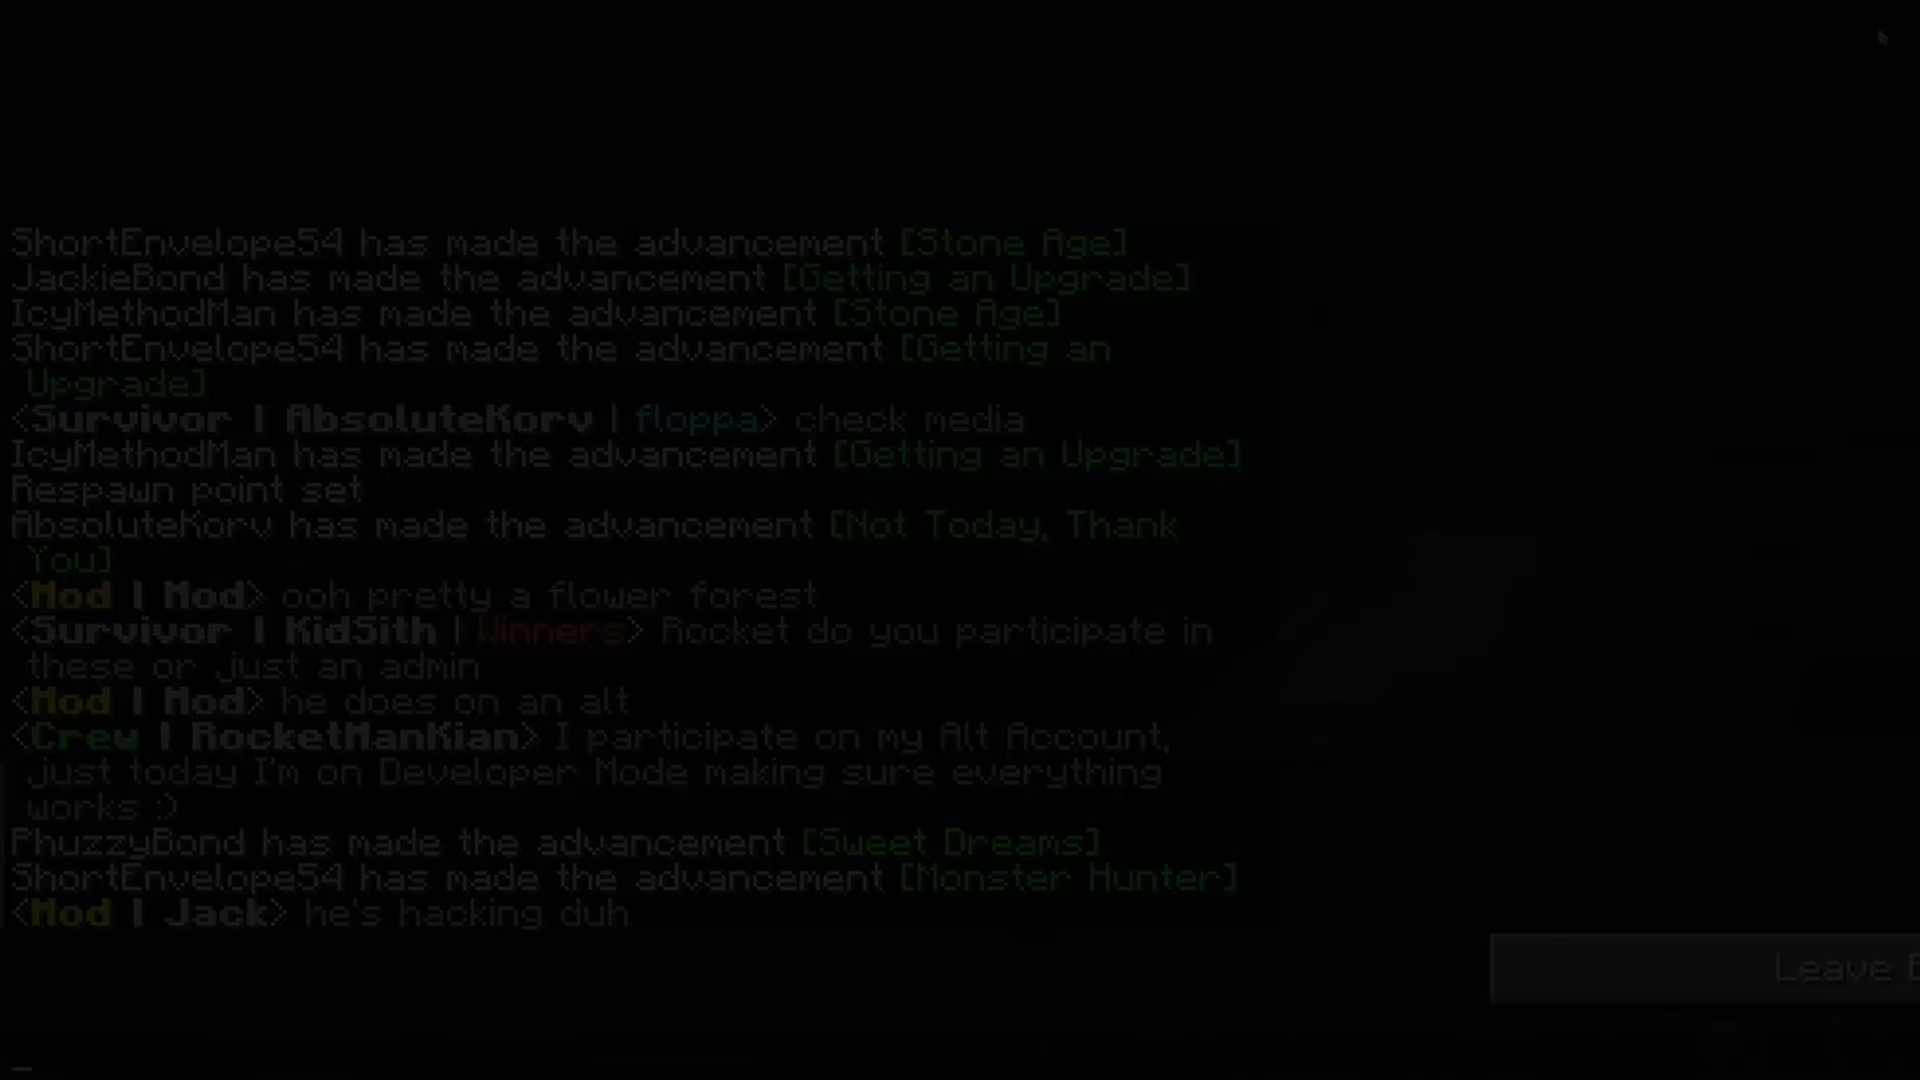 ShortEnvelope54 has made the advancement [Stone Age]
JackieBond has made the advancement [Getting an Upgrade]
IcyMethodMan has made the advancement [Stone Age]
ShortEnvelope54 has made the advancement [Getting an
Upgrade]
<Survivor | AbsoluteKorv | floppa> check media
IcyMethodMan has made the advancement [Getting an Upgrade]
Respawn point set
AbsoluteKorv has made the advancement [Not Today, Thank
You]
<Mod | Mod> ooh pretty a flower forest
<Survivor | KidSith | Winners> Rocket do you participate in
these or just an admin
<Mod | Mod> he does on an alt
<Crew | RocketManKian> I participate on my Alt Account,
just today I'm on Developer Mode making sure everything
works :)
PhuzzyBond has made the advancement [Sweet Dreams]
ShortEnvelope54 has made the advancement [Monster Hunter]
<Mod | Jack> he's hacking duh
Leave